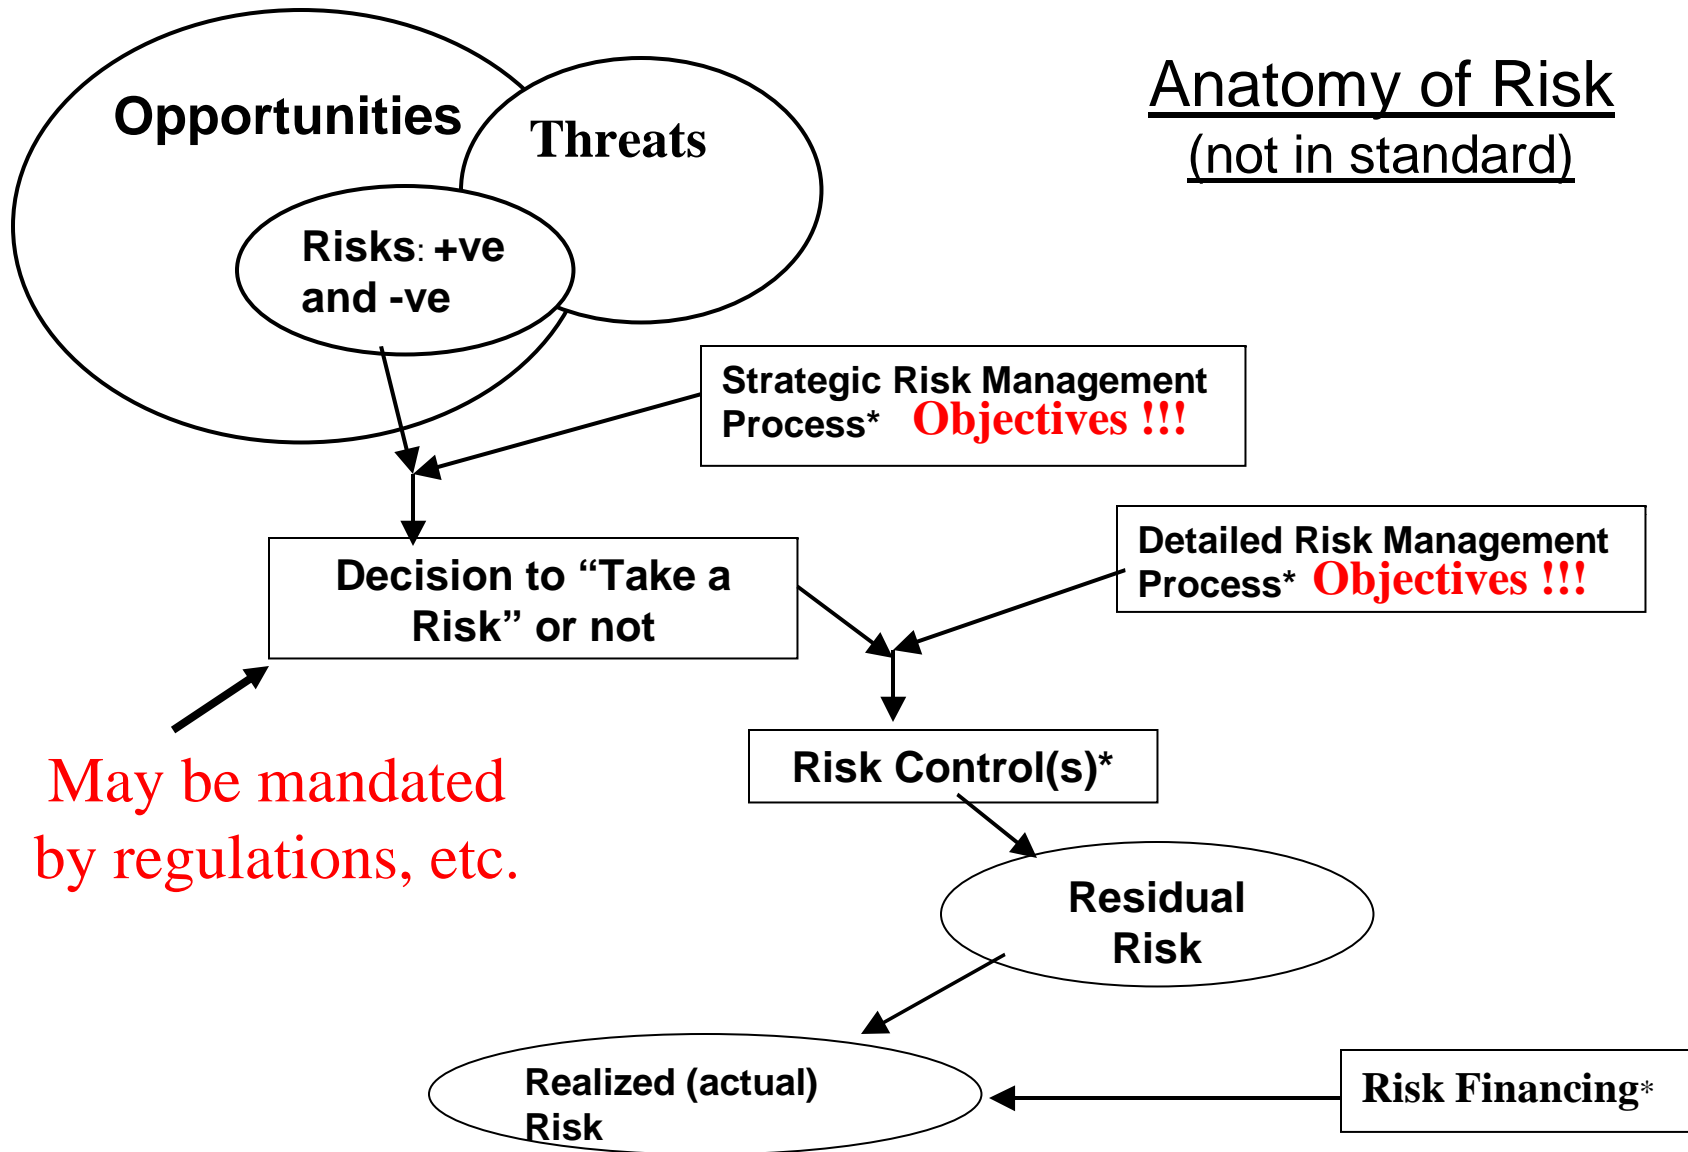 Anatomy of Risk
(not in standard)
Opportunities
Threats
Risks: +ve
and -ve
Strategic Risk Management
Process* Objectives !!!
Detailed Risk Management
Process* Objectives !!!
Decision to “Take a
Risk” or not
May be mandated
by regulations, etc.
Risk Control(s)*
Residual
Risk
Realized (actual)
Risk
Risk Financing*